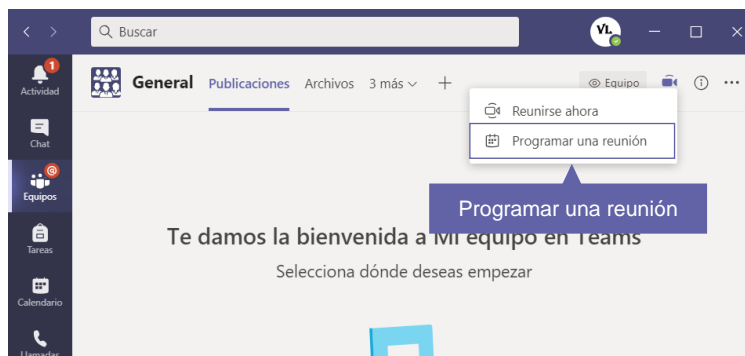 Buscar
VL
1
Actividad
General Publicaciones Archivos 3 más
Equipo
Reunirse ahora
Programar una reunión
Chat
@
Equipos
Programar una reunión
Te damos la bienvenida a Mi equipo en Teams
Tareas
Selecciona dónde deseas empezar
Calendario
Llamadas